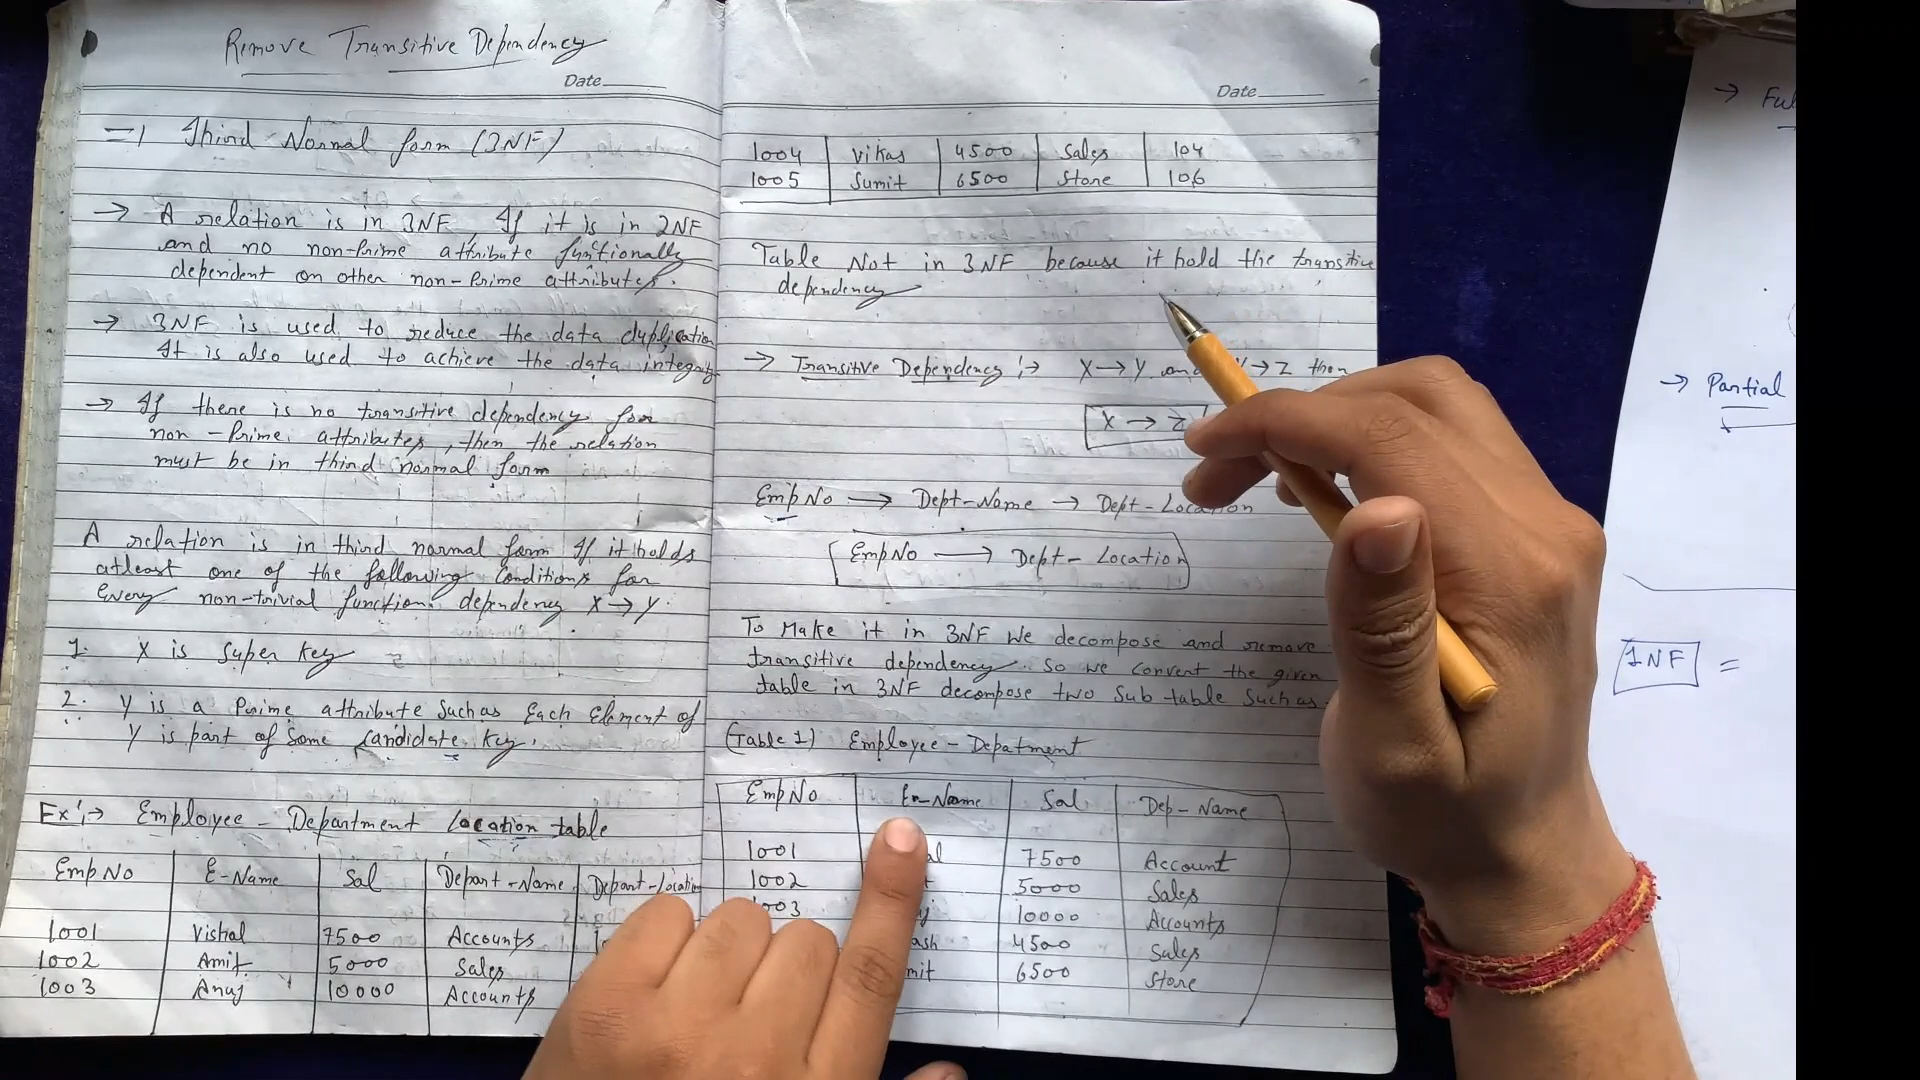 Remove Transitive Dependency
Date
Third Normal form (3NF)
→ A relation is in 3NF, If it is in 2NF
and no non-Prime attribute functionally
dependent on other non-Prime attributes.
→ 3NF is used to reduce the data duplication
It is also used to achieve the data integrity
→ If there is no transitive dependency for
non-Prime attributes, then the relation
must be in third normal form
A relation is in third normal form If it holds
atleast one of the following Conditions for
Every non-trivial function dependency X→Y.
1. X is Super key
2. Y is a Prime attribute Such as Each Element of
Y is part of Some Candidate key.
Ex:→ Employee - Department Location table
EmpNo E-Name Sal Depart-Name Depart-Location
1001 Vishal 7500 Accounts
1002 Amit 5000 Sales
1003 Anuj 10000 Accounts
Date
1004 Vikas 4500 Sales 104
1005 Sumit 6500 Store 106
Table Not in 3NF because it hold the transitive
dependency
→ Transitive Dependency :→ X→Y and Y→Z then
X → Z
EmpNo → Dept-Name → Dept-Location
EmpNo → Dept-Location
To Make it in 3NF We decompose and remove
transitive dependency. So we convert the given
table in 3NF decompose two Sub table Such as
(Table 1) Employee-Depatment
EmpNo En-Name Sal Dep-Name
1001 al 7500 Account
1002 5000 Sales
1003 10000 Accounts
ash 4500 Sales
mit 6500 Store
→ Ful
→ Partial
1NF =